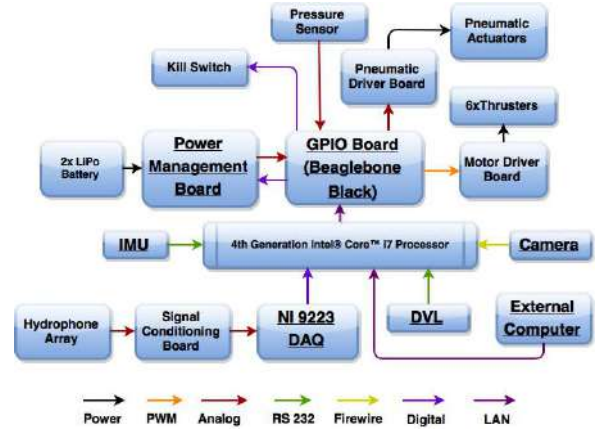 Pressure
Sensor
Pneumatic
Actuators
Kill Switch
Pneumatic
Driver Board
6xThrusters
2x LiPo
Battery
Power
Management
Board
GPIO Board
(Beaglebone
Black)
Motor Driver
Board
IMU
4th Generation Intel® Core™ i7 Processor
Camera
Hydrophone
Array
Signal
Conditioning
Board
NI 9223
DAQ
DVL
External
Computer
Power
PWM
Analog
RS 232
Firewire
Digital
LAN